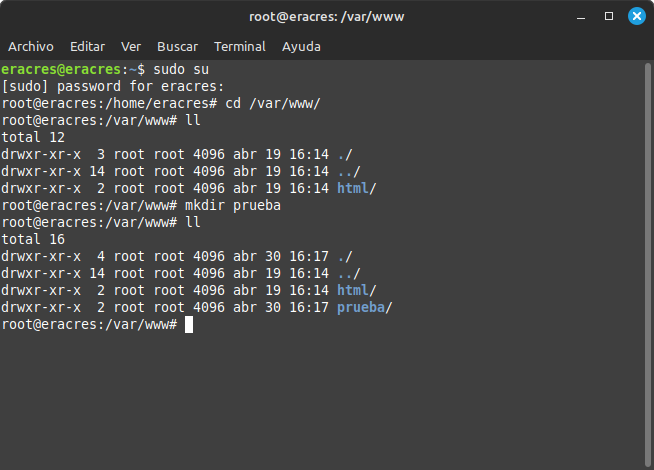 root@eracres: /var/www
Archivo Editar Ver Buscar Terminal Ayuda
eracres@eracres:~$ sudo su
[sudo] password for eracres:
root@eracres:/home/eracres# cd /var/www/
root@eracres:/var/www# ll
total 12
drwxr-xr-x  3 root root 4096 abr 19 16:14 ./
drwxr-xr-x 14 root root 4096 abr 19 16:14 ../
drwxr-xr-x  2 root root 4096 abr 19 16:14 html/
root@eracres:/var/www# mkdir prueba
root@eracres:/var/www# ll
total 16
drwxr-xr-x  4 root root 4096 abr 30 16:17 ./
drwxr-xr-x 14 root root 4096 abr 19 16:14 ../
drwxr-xr-x  2 root root 4096 abr 19 16:14 html/
drwxr-xr-x  2 root root 4096 abr 30 16:17 prueba/
root@eracres:/var/www#